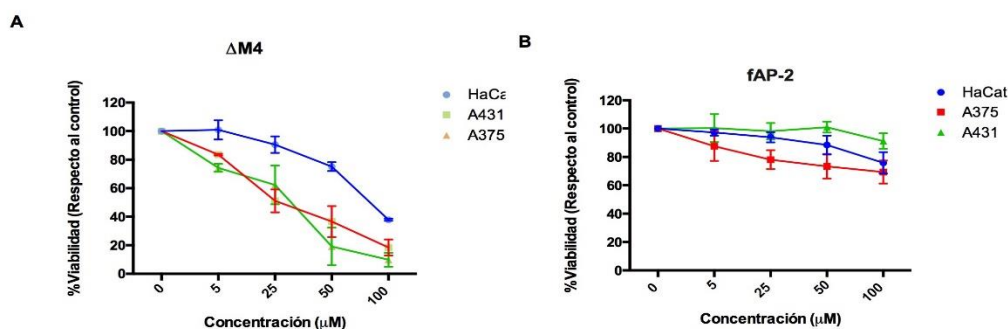 A
ΔM4
%Viabilidad (Respecto al control)
120
100
80
60
40
20
0
0
5
25
50
100
Concentración (μM)
HaCa
A431
A375
B
fAP-2
%Viabilidad (Respecto al control)
120
100
80
60
40
20
0
0
5
25
50
100
Concentración (μM)
HaCat
A375
A431